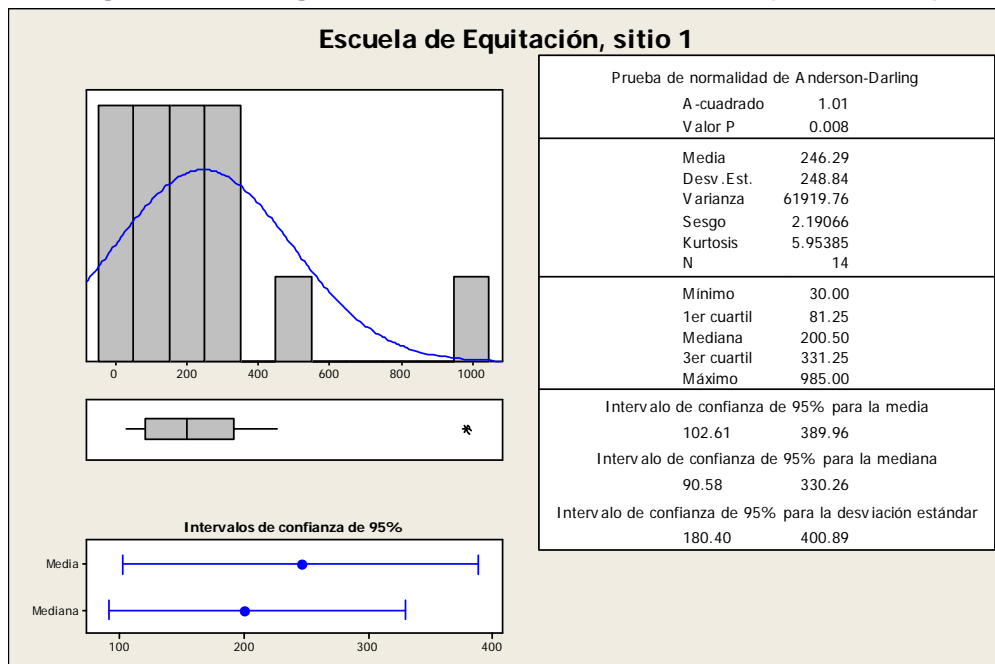 Escuela de Equitación, sitio 1
0 200 400 600 800 1000
Intervalos de confianza de 95%
Media
Mediana
100 200 300 400
Prueba de normalidad de Anderson-Darling
A-cuadrado 1.01
Valor P 0.008
Media 246.29
Desv.Est. 248.84
Varianza 61919.76
Sesgo 2.19066
Kurtosis 5.95385
N 14
Mínimo 30.00
1er cuartil 81.25
Mediana 200.50
3er cuartil 331.25
Máximo 985.00
Intervalo de confianza de 95% para la media
102.61 389.96
Intervalo de confianza de 95% para la mediana
90.58 330.26
Intervalo de confianza de 95% para la desviación estándar
180.40 400.89